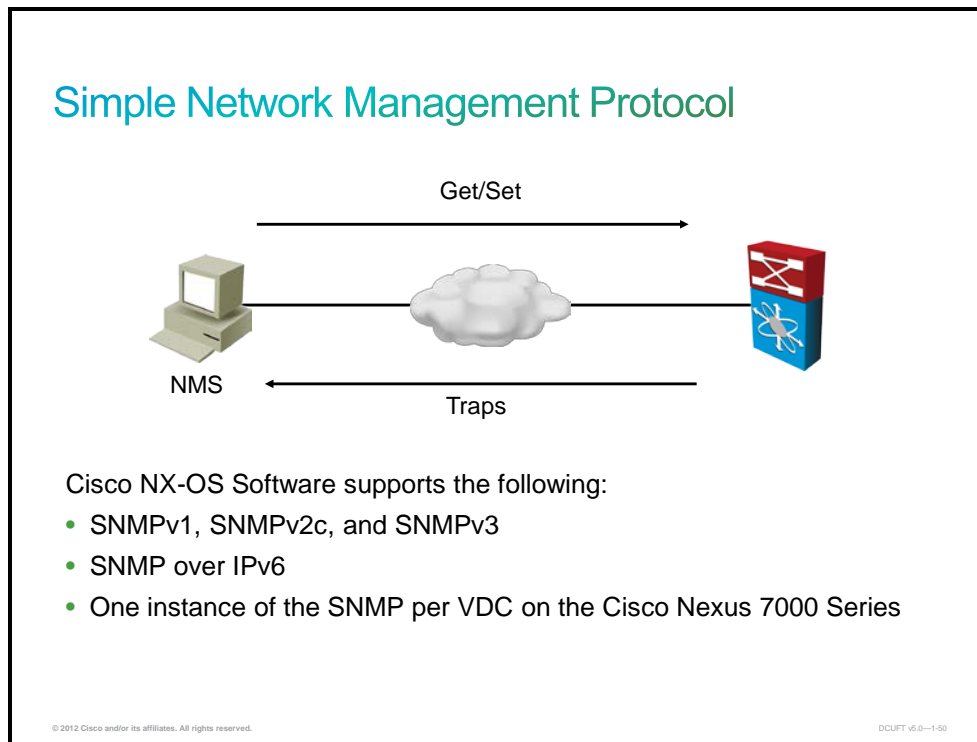 Simple Network Management Protocol
Get/Set
NMS
Traps
Cisco NX-OS Software supports the following:
• SNMPv1, SNMPv2c, and SNMPv3
• SNMP over IPv6
• One instance of the SNMP per VDC on the Cisco Nexus 7000 Series
© 2012 Cisco and/or its affiliates. All rights reserved.
DCUFT v5.0—1-50